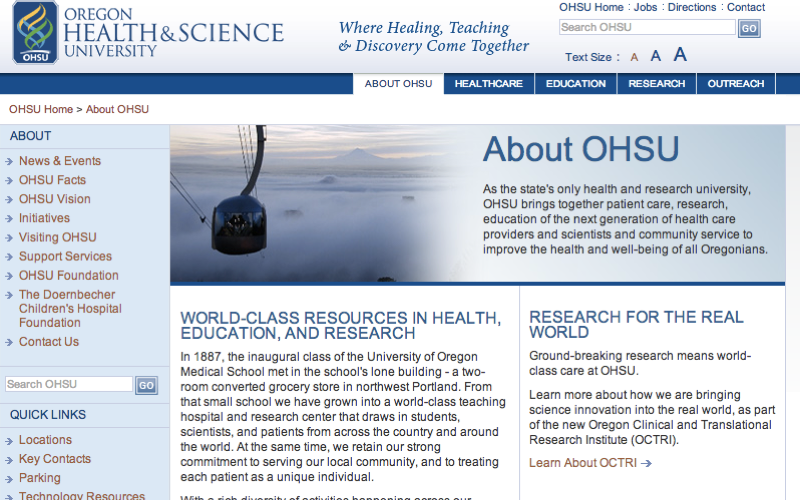 OREGON
HEALTH & SCIENCE
UNIVERSITY
OHSU
Where Healing, Teaching
& Discovery Come Together
OHSU Home : Jobs : Directions : Contact
Search OHSU GO
Text Size : A A A
ABOUT OHSU HEALTHCARE EDUCATION RESEARCH OUTREACH
OHSU Home > About OHSU
ABOUT
News & Events
OHSU Facts
OHSU Vision
Initiatives
Visiting OHSU
Support Services
OHSU Foundation
The Doernbecher
Children's Hospital
Foundation
Contact Us
Search OHSU GO
QUICK LINKS
Locations
Key Contacts
Parking
Technology Resources
About OHSU
As the state's only health and research university,
OHSU brings together patient care, research,
education of the next generation of health care
providers and scientists and community service to
improve the health and well-being of all Oregonians.
WORLD-CLASS RESOURCES IN HEALTH,
EDUCATION, AND RESEARCH
In 1887, the inaugural class of the University of Oregon
Medical School met in the school's lone building - a two-
room converted grocery store in northwest Portland. From
that small school we have grown into a world-class teaching
hospital and research center that draws in students,
scientists, and patients from across the country and around
the world. At the same time, we retain our strong
commitment to serving our local community, and to treating
each patient as a unique individual.
With a rich diversity of activities happening across our
RESEARCH FOR THE REAL
WORLD
Ground-breaking research means world-
class care at OHSU.
Learn more about how we are bringing
science innovation into the real world, as part
of the new Oregon Clinical and Translational
Research Institute (OCTRI).
Learn About OCTRI